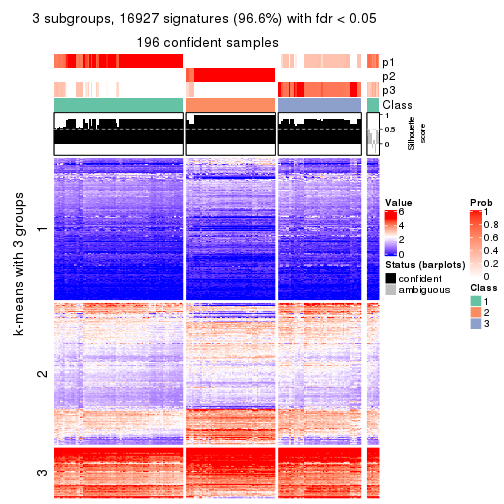 3 subgroups, 16927 signatures (96.6%) with fdr < 0.05
196 confident samples
p1
p2
p3
Class
1
0.5
0
Silhouette
score
k-means with 3 groups
1
2
3
Value
6
4
2
0
Status (barplots)
confident
ambiguous
Prob
1
0.8
0.6
0.4
0.2
0
Class
1
2
3